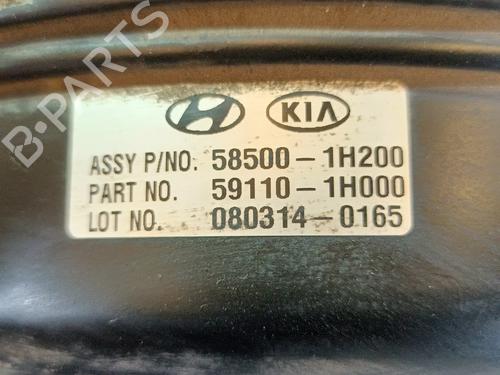 B-PARTS
KIA
ASSY P/NO: 58500-1H200
PART NO. 59110-1H000
LOT NO. 080314-0165